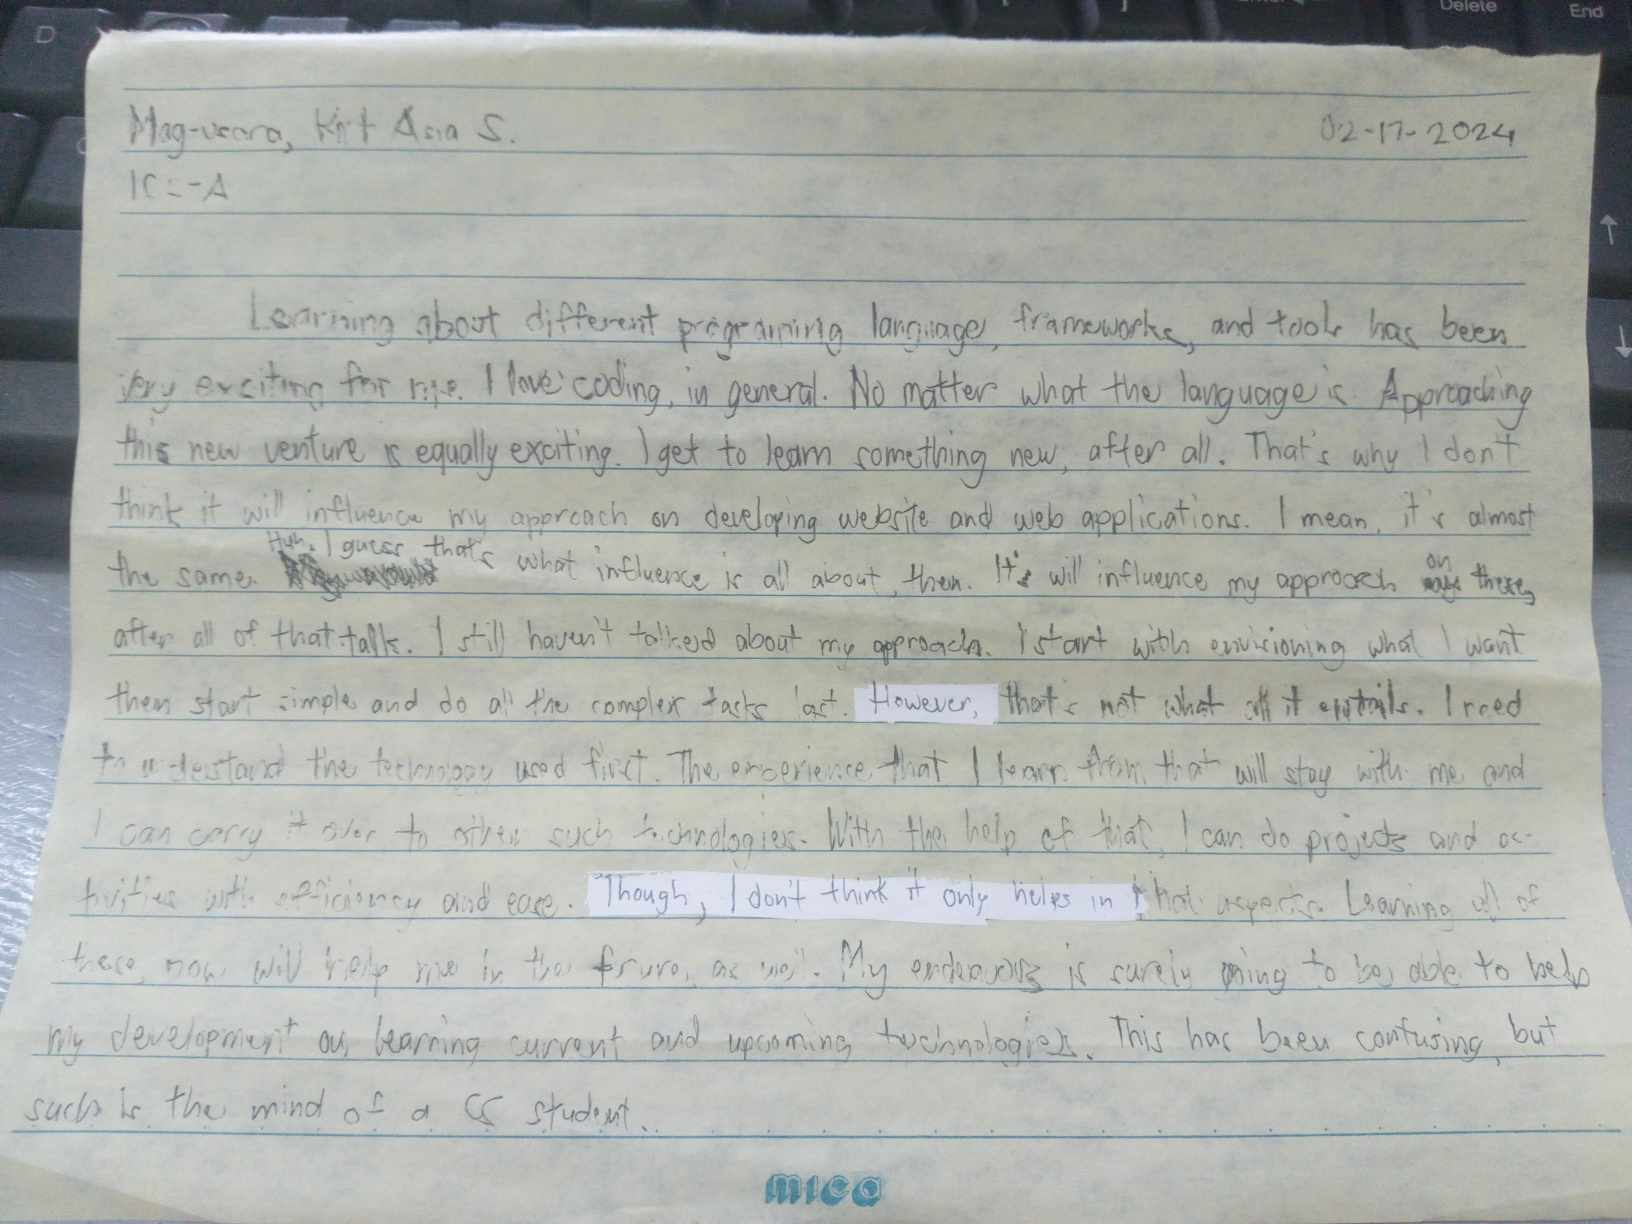 D
Delete
End
Mag-usara, Krit Asia S.
02-17-2024
1CS-A
Learning about different programing language, frameworks, and tools has been
very exciting for me. I love coding, in general. No matter what the language is. Approaching
this new venture is equally exciting. I get to learn something new, after all. That's why I don't
think it will influence my approach on developing website and web applications. I mean, it's almost
the same. Huh. I guess that's what influence is all about, then. It's will influence my approach on these,
after all of that talk. I still haven't talked about my approach. I start with envisioning what I want
then start simple and do all the complex tasks last. However, that's not what all it entails. I need
to understand the technology used first. The experience that I learn from that will stay with me and
I can carry it over to other such technologies. With the help of that, I can do projects and ac-
tivities with efficiency and ease. Though, I don't think it only helps in that aspects. Learning all of
these now will help me in the future, as well. My endeavors is surely going to be able to help
my development on learning current and upcoming technologies. This has been confusing, but
such is the mind of a CS student.
mica